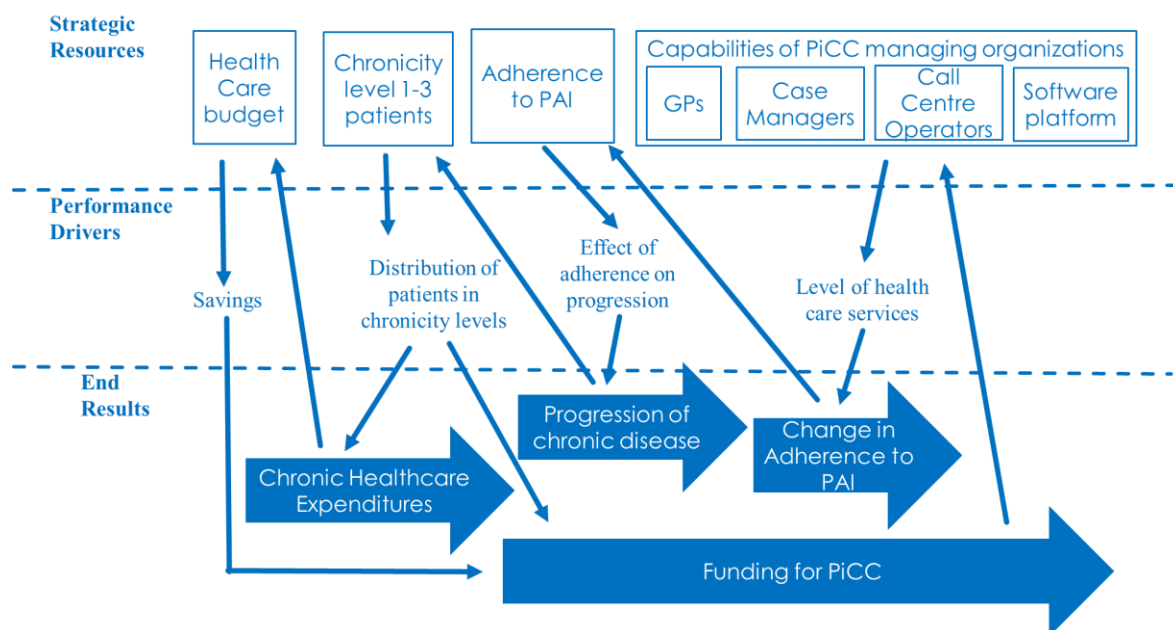 Strategic
Resources
Health
Care
budget
Chronicity
level 1-3
patients
Adherence
to PAI
Capabilities of PiCC managing organizations
GPs
Case
Managers
Call
Centre
Operators
Software
platform
Performance
Drivers
Savings
Distribution of
patients in
chronicity levels
Effect of
adherence on
progression
Level of health
care services
End
Results
Chronic Healthcare
Expenditures
Progression of
chronic disease
Change in
Adherence to
PAI
Funding for PiCC